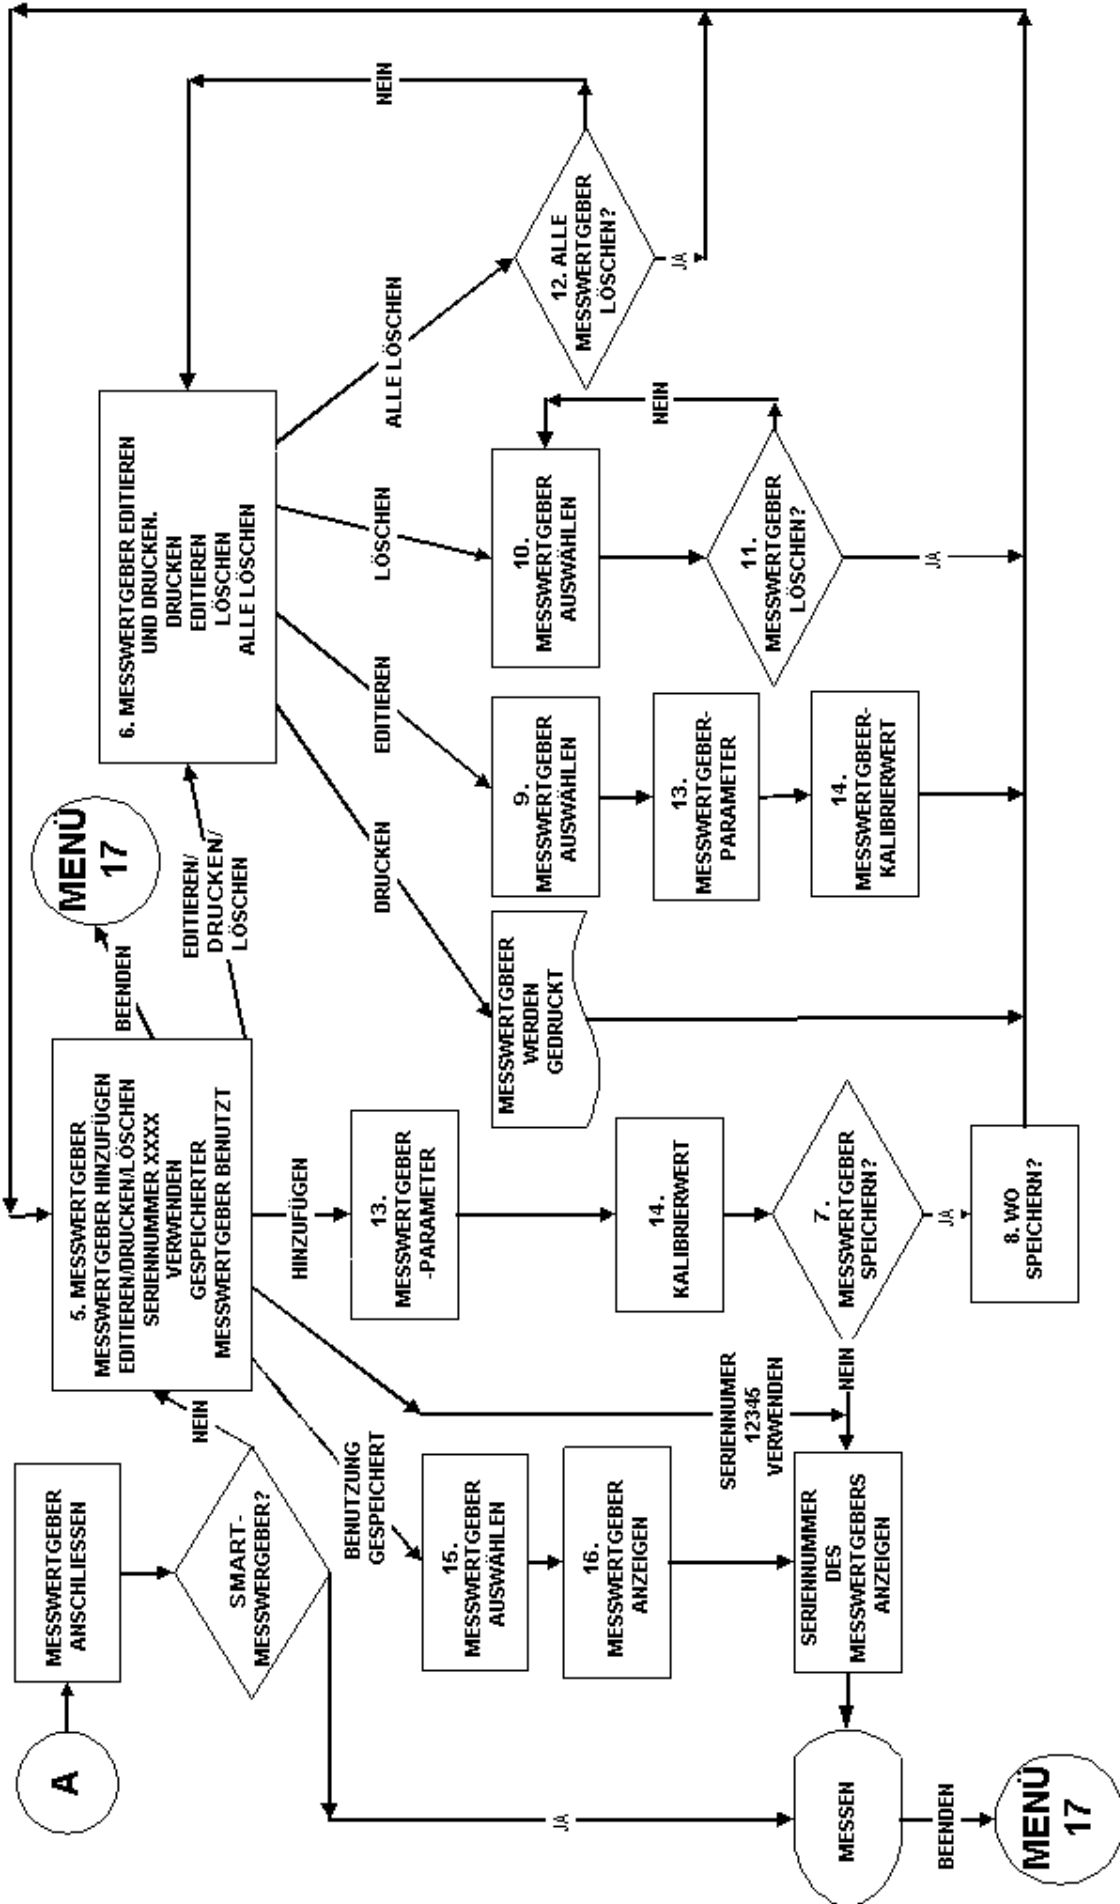 A
MESSWERTGEBER
ANSCHLIESSEN
SMART-
MESSWERGEBER?
NEIN
JA
5. MESSWERTGEBER
MESSWERTGEBER HINZUFÜGEN
EDITIEREN/DRUCKEN/LÖSCHEN
SERIENNUMMER XXXX
VERWENDEN
GESPEICHERTER
MESSWERTGEBER BENUTZT
BEENDEN
MENÜ
17
EDITIEREN/
DRUCKEN/
LÖSCHEN
6. MESSWERTGEBER EDITIEREN
UND DRUCKEN.
DRUCKEN
EDITIEREN
LÖSCHEN
ALLE LÖSCHEN
NEIN
BENUTZUNG
GESPEICHERT
HINZUFÜGEN
DRUCKEN
EDITIEREN
LÖSCHEN
ALLE LÖSCHEN
15.
MESSWERTGEBER
AUSWÄHLEN
16.
MESSWERTGEBER
ANZEIGEN
13.
MESSWERTGEBER
-PARAMETER
14.
KALIBRIERWERT
7.
MESSWERTGEBER
SPEICHERN?
NEIN
JA
8. WO
SPEICHERN?
SERIENNUMER
12345
VERWENDEN
SERIENNUMMER
DES
MESSWERTGEBERS
ANZEIGEN
MESSEN
BEENDEN
MENÜ
17
MESSWERTGBEER
WERDEN
GEDRUCKT
9.
MESSWERTGEBER
AUSWÄHLEN
13.
MESSWERTGEBER-
PARAMETER
14.
MESSWERTGBEER-
KALIBRIERWERT
10.
MESSWERTGEBER
AUSWÄHLEN
11.
MESSWERTGEBER
LÖSCHEN?
NEIN
JA
12. ALLE
MESSWERTGEBER
LÖSCHEN?
JA